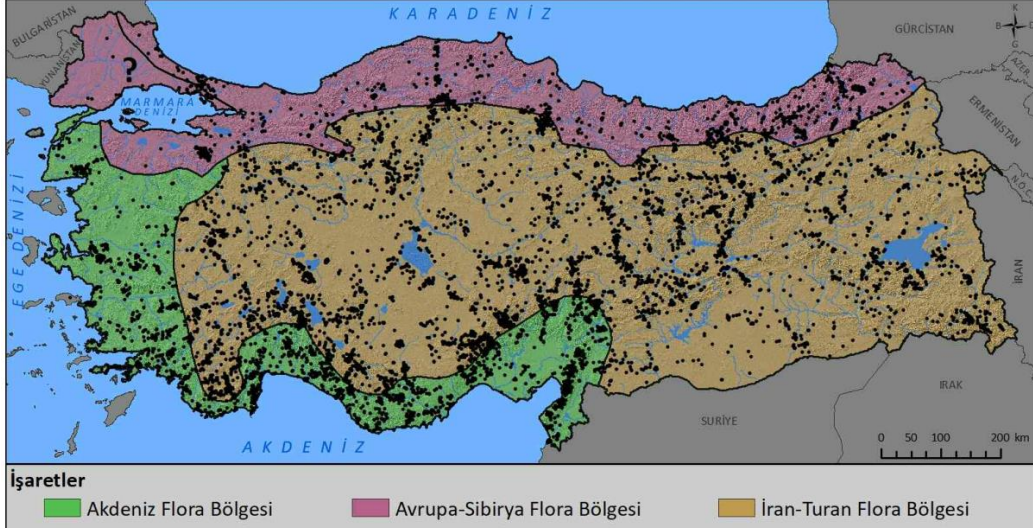 KARADENİZ
BULGARİSTAN
YUNANİSTAN
GÜRCİSTAN
K
B
D
G
AZER.
ERMENİSTAN
?
MARMARA
DENİZİ
EGE DENİZİ
İRAN
IRAK
SURİYE
AKDENİZ
0 50 100 200 km
İşaretler
Akdeniz Flora Bölgesi
Avrupa-Sibirya Flora Bölgesi
İran-Turan Flora Bölgesi